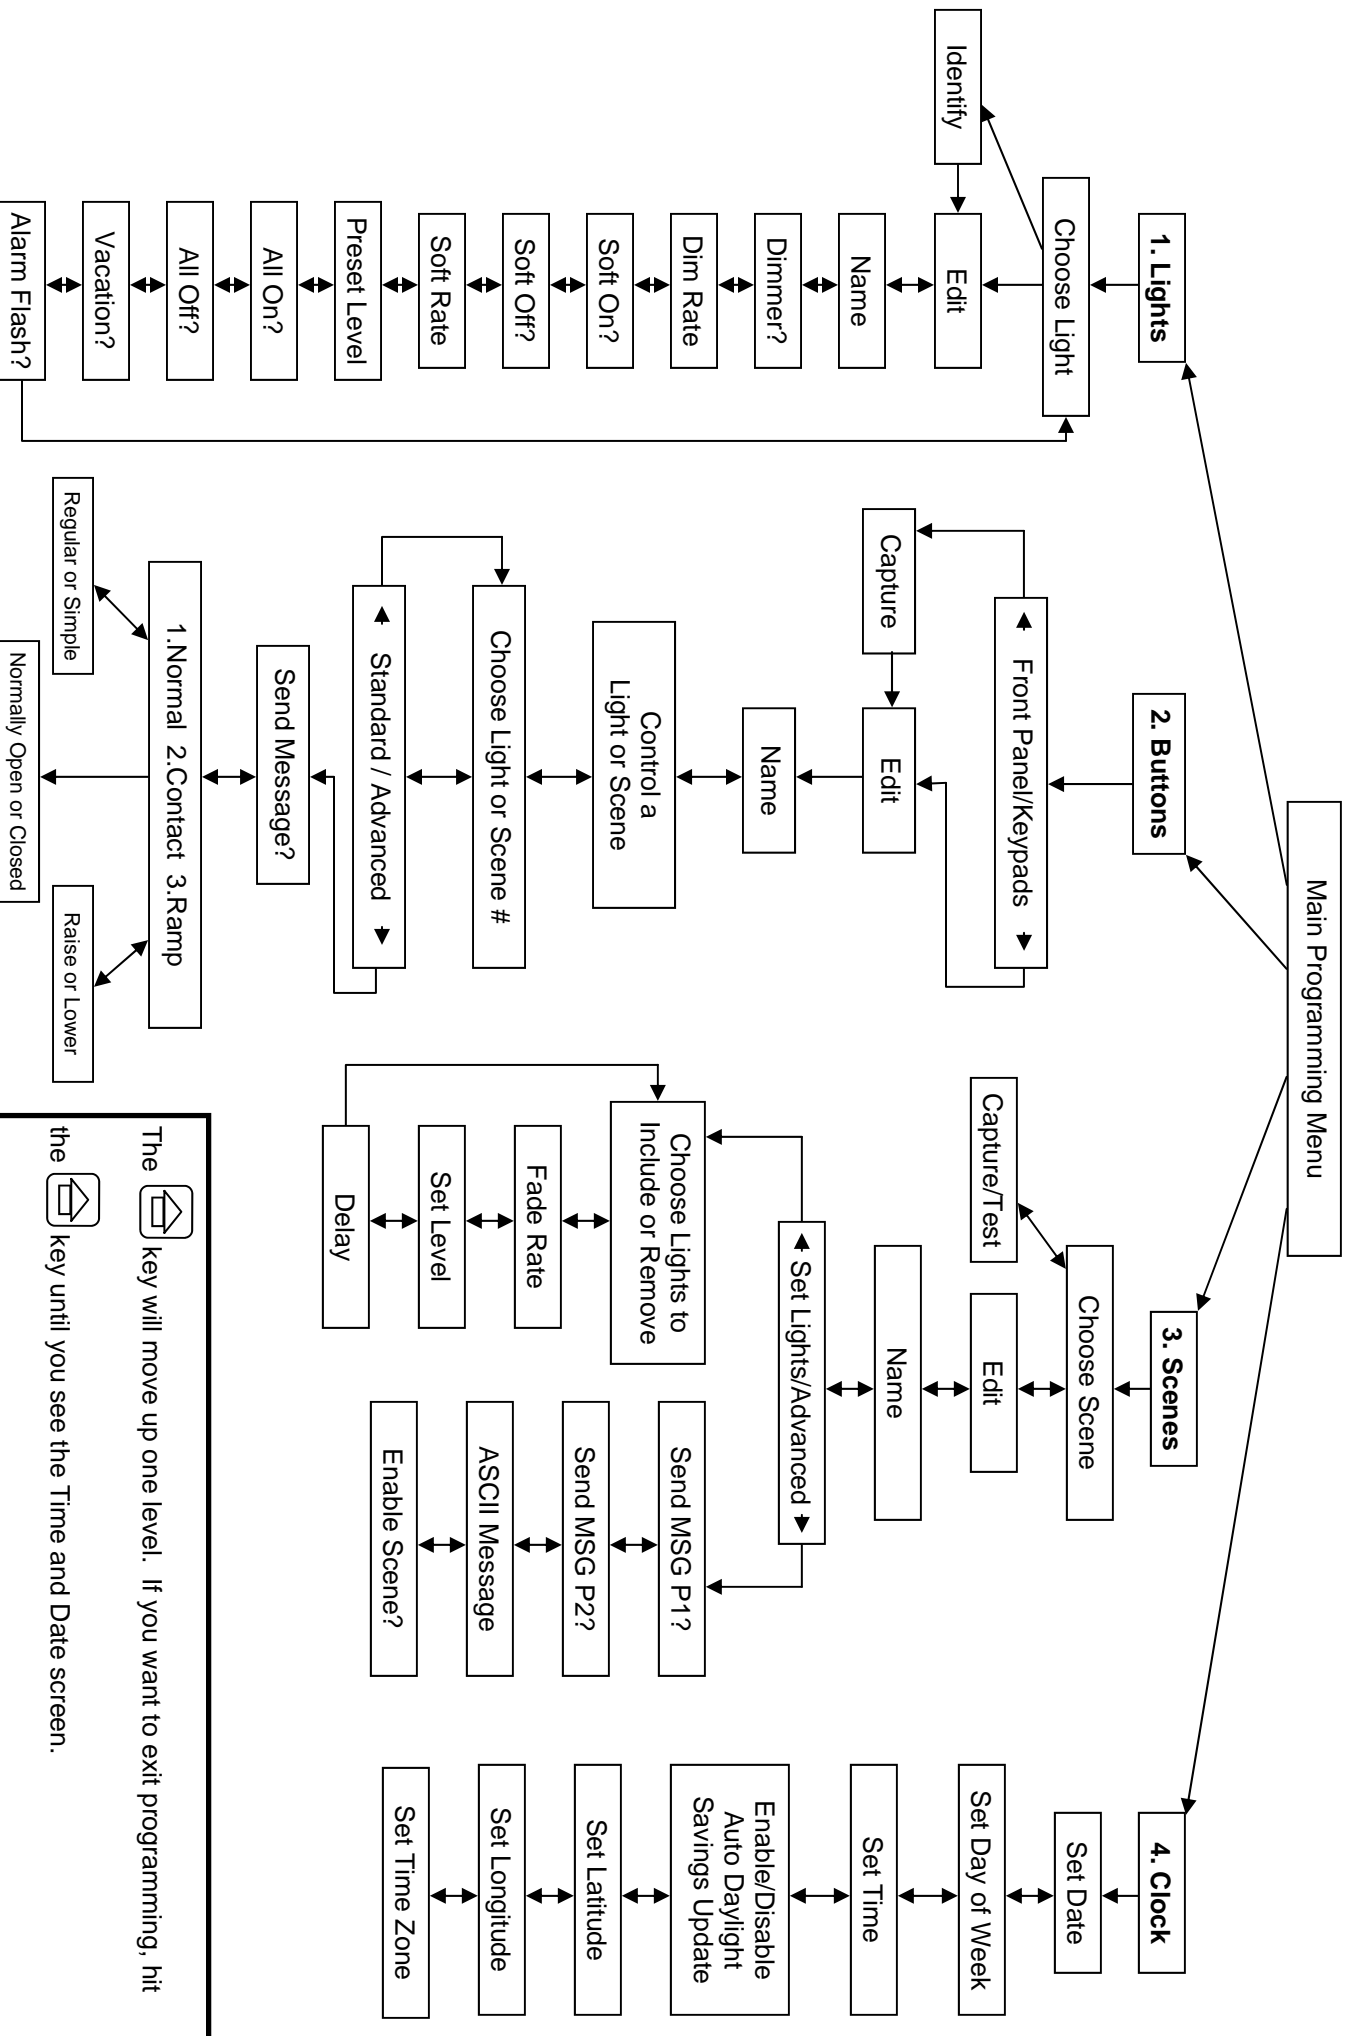 Main Programming Menu
1. Lights
Choose Light
Identify
Edit
Name
Dimmer?
Dim Rate
Soft On?
Soft Off?
Soft Rate
Preset Level
All On?
All Off?
Vacation?
Alarm Flash?
2. Buttons
Front Panel/Keypads
Capture
Edit
Name
Control a
Light or Scene
Choose Light or Scene #
Standard / Advanced
Send Message?
1.Normal 2.Contact 3.Ramp
Regular or Simple
Normally Open or Closed
Raise or Lower
3. Scenes
Choose Scene
Capture/Test
Edit
Name
Set Lights/Advanced
Choose Lights to
Include or Remove
Fade Rate
Set Level
Delay
Send MSG P1?
Send MSG P2?
ASCII Message
Enable Scene?
4. Clock
Set Date
Set Day of Week
Set Time
Enable/Disable
Auto Daylight
Savings Update
Set Latitude
Set Longitude
Set Time Zone
The key will move up one level. If you want to exit programming, hit
the key until you see the Time and Date screen.